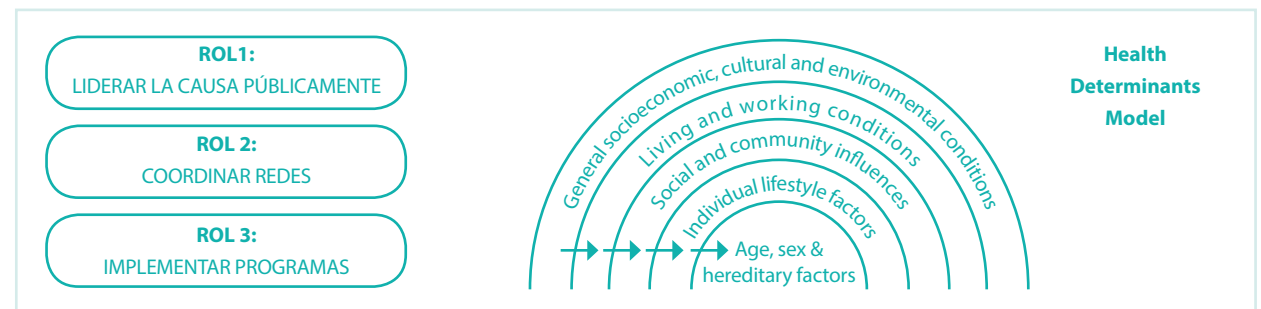 ROL1:
LIDERAR LA CAUSA PÚBLICAMENTE
ROL 2:
COORDINAR REDES
ROL 3:
IMPLEMENTAR PROGRAMAS
General socioeconomic, cultural and environmental conditions
Living and working conditions
Social and community influences
Individual lifestyle factors
Age, sex &
hereditary factors
Health
Determinants
Model